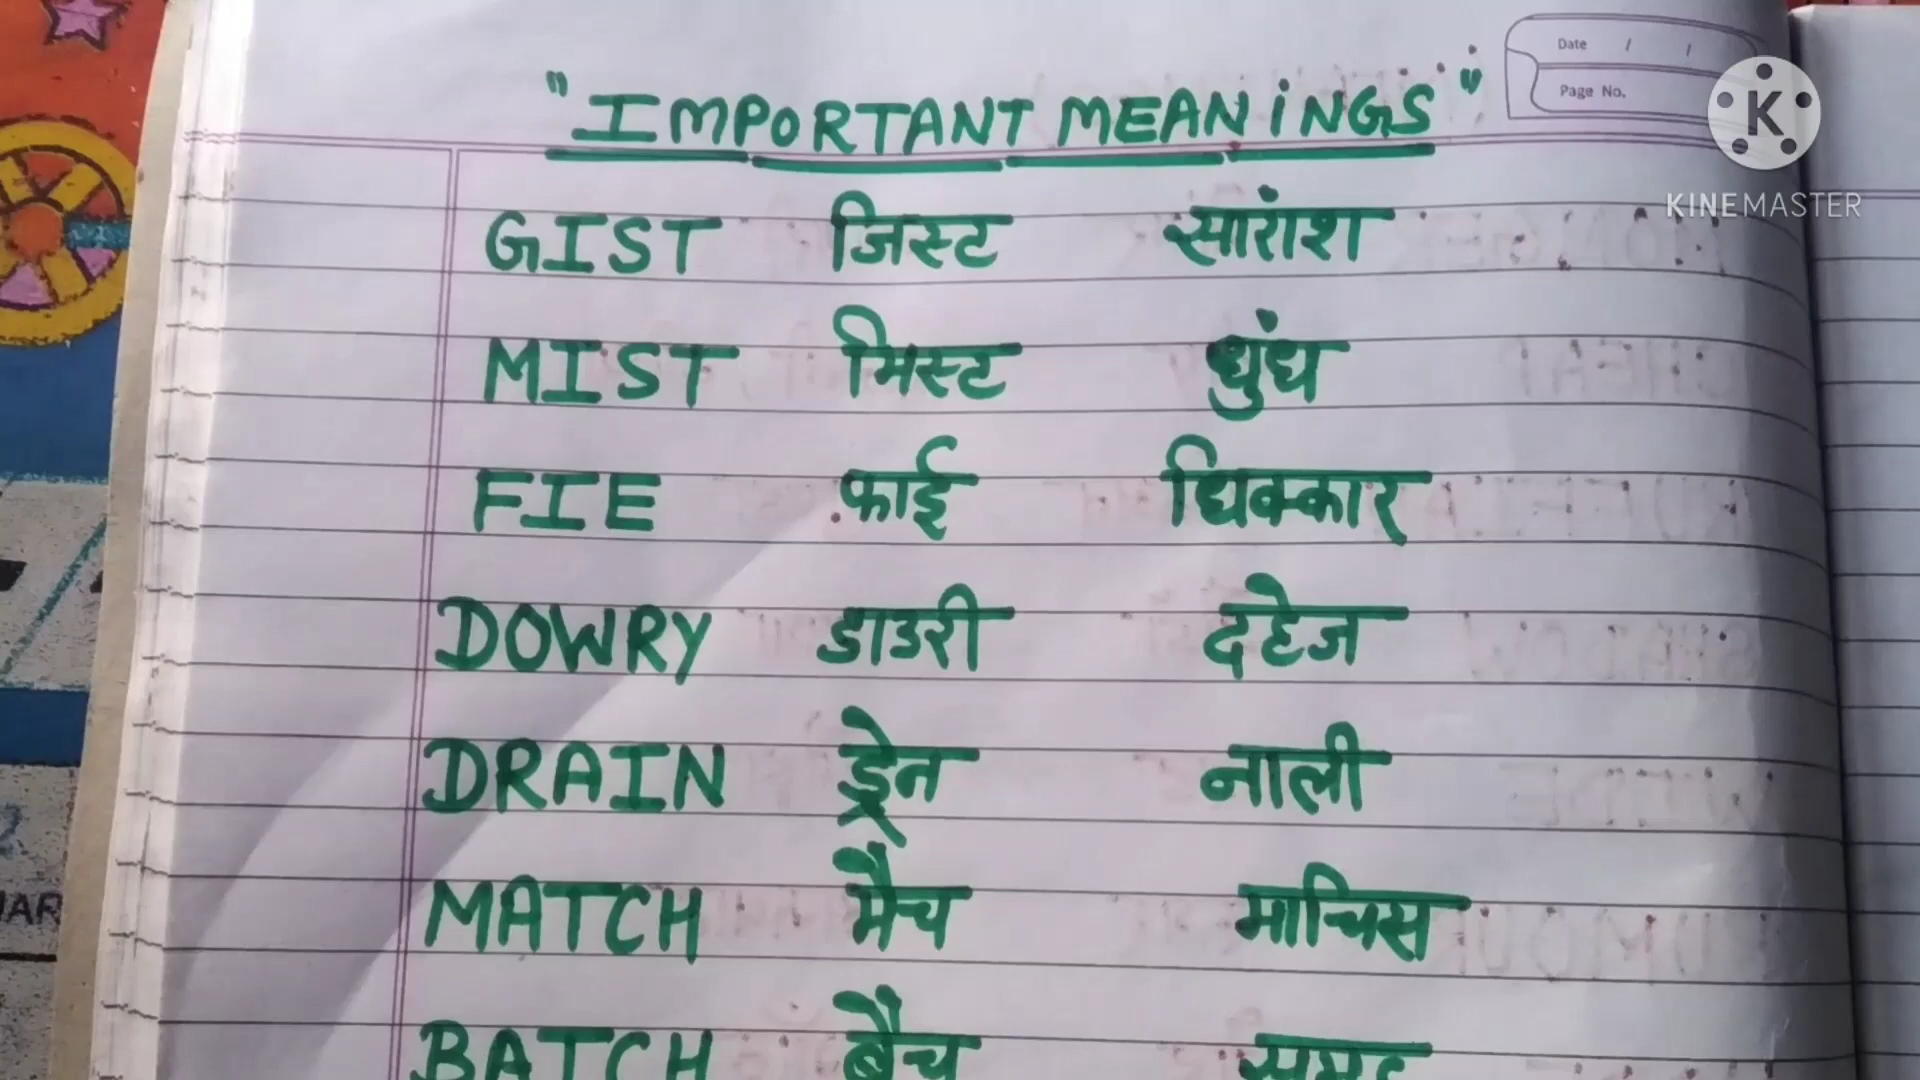 Date / /
Page No.
K
KINEMASTER
"IMPORTANT MEANiNGS"
GIST जिस्ट सारांश
MIST मिस्ट धुंध
FIE फाई धिक्कार
DOWRY डाउरी दहेज
DRAIN ड्रेन नाली
MATCH मैच माचिस
BATCH बैच